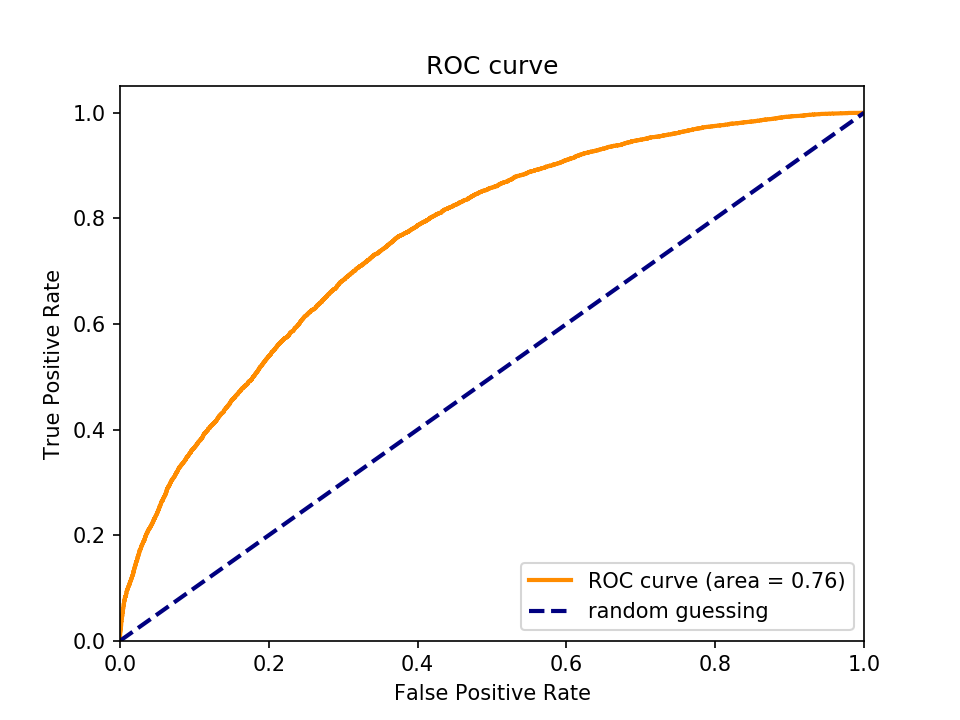 ROC curve
1.0
0.8
0.6
0.4
0.2
0.0
True Positive Rate
ROC curve (area = 0.76)
random guessing
0.0 0.2 0.4 0.6 0.8 1.0
False Positive Rate